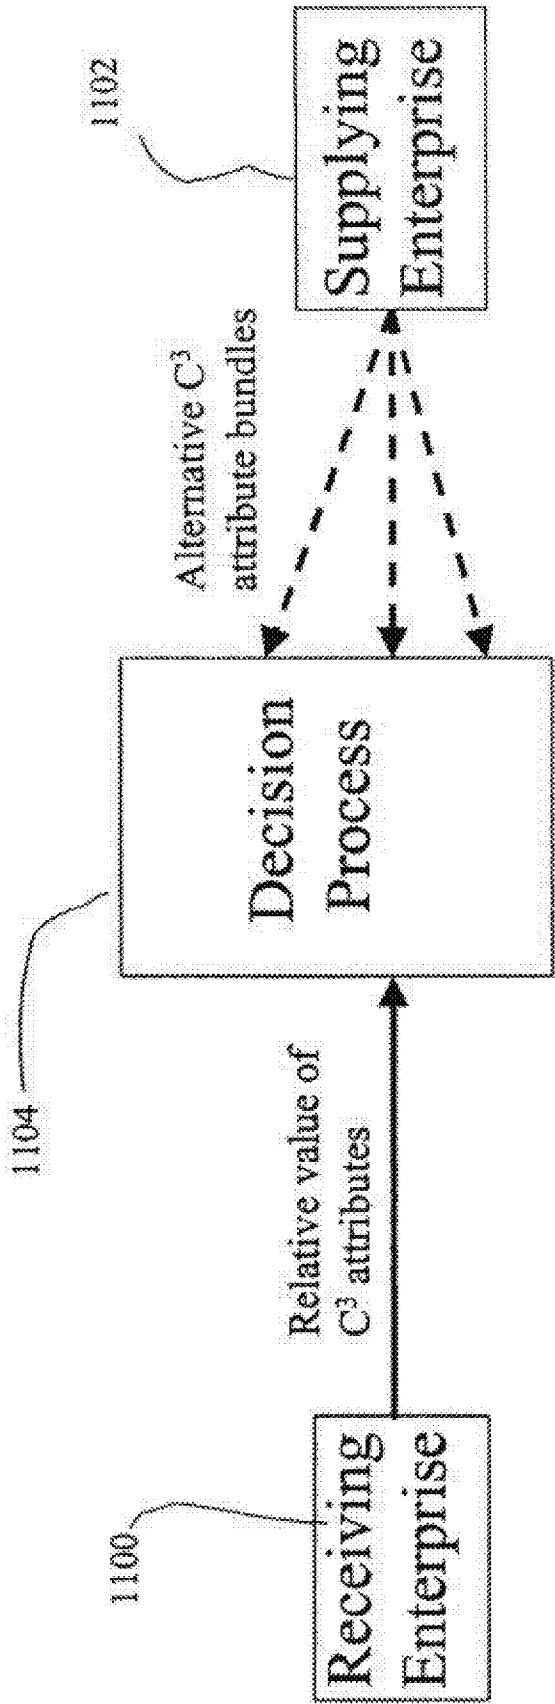 1104
1102
1100
Receiving
Enterprise
Relative value of
C³ attributes
Decision
Process
Alternative C³
attribute bundles
Supplying
Enterprise